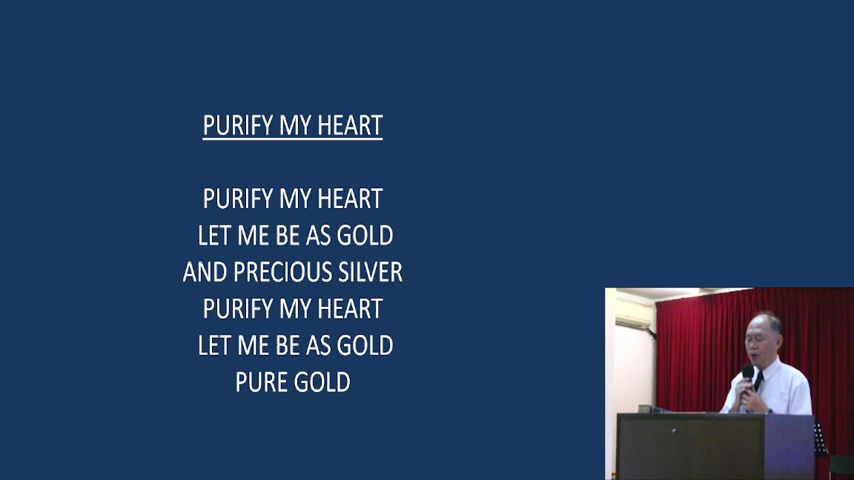 PURIFY MY HEART
PURIFY MY HEART
LET ME BE AS GOLD
AND PRECIOUS SILVER
PURIFY MY HEART
LET ME BE AS GOLD
PURE GOLD